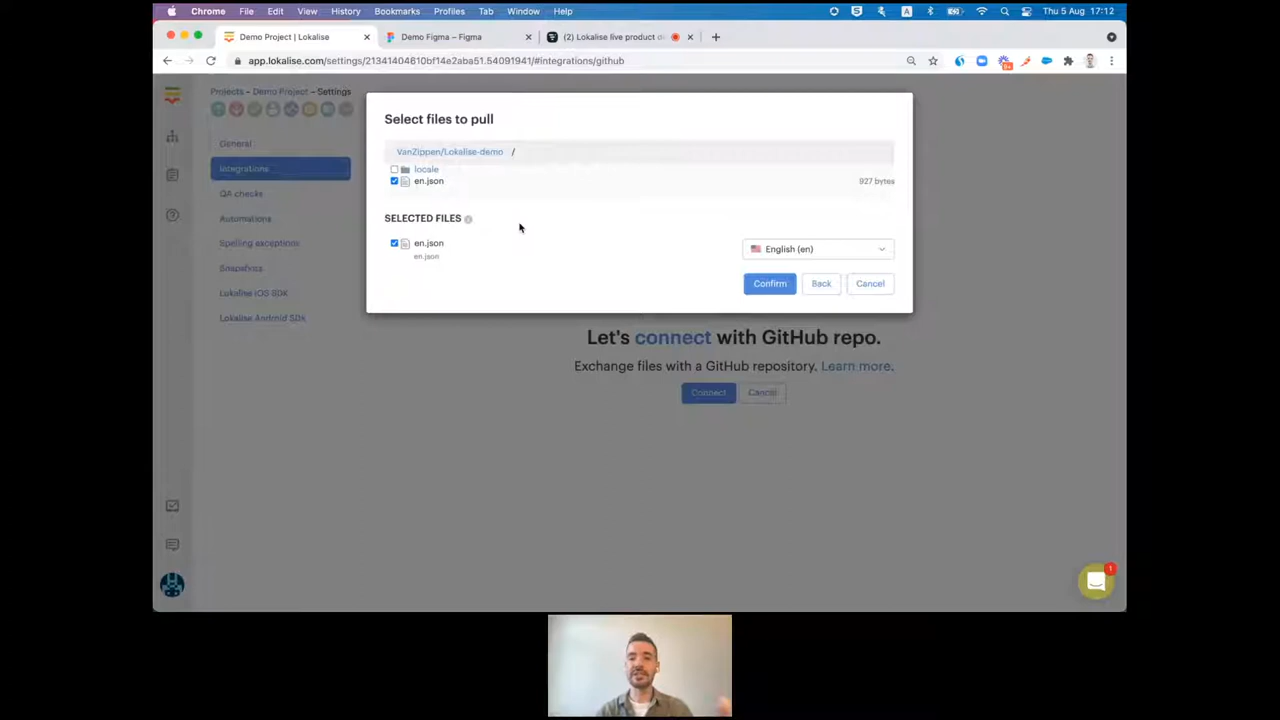 Chrome File Edit View History Bookmarks Profiles Tab Window Help
Thu 5 Aug 17:12
Demo Project | Lokalise
Demo Figma – Figma
(2) Lokalise live product d
app.lokalise.com/settings/21341404610bf14e2aba51.54091941/#integrations/github
Projects – Demo Project – Settings
General
Integrations
QA checks
Automations
Spelling exceptions
Snapshots
Lokalise iOS SDK
Lokalise Android SDK
Select files to pull
VanZippen/Lokalise-demo /
locale
en.json
927 bytes
SELECTED FILES
en.json
English (en)
en.json
Confirm
Back
Cancel
Let's connect with GitHub repo.
Exchange files with a GitHub repository. Learn more.
Connect
Cancel
1